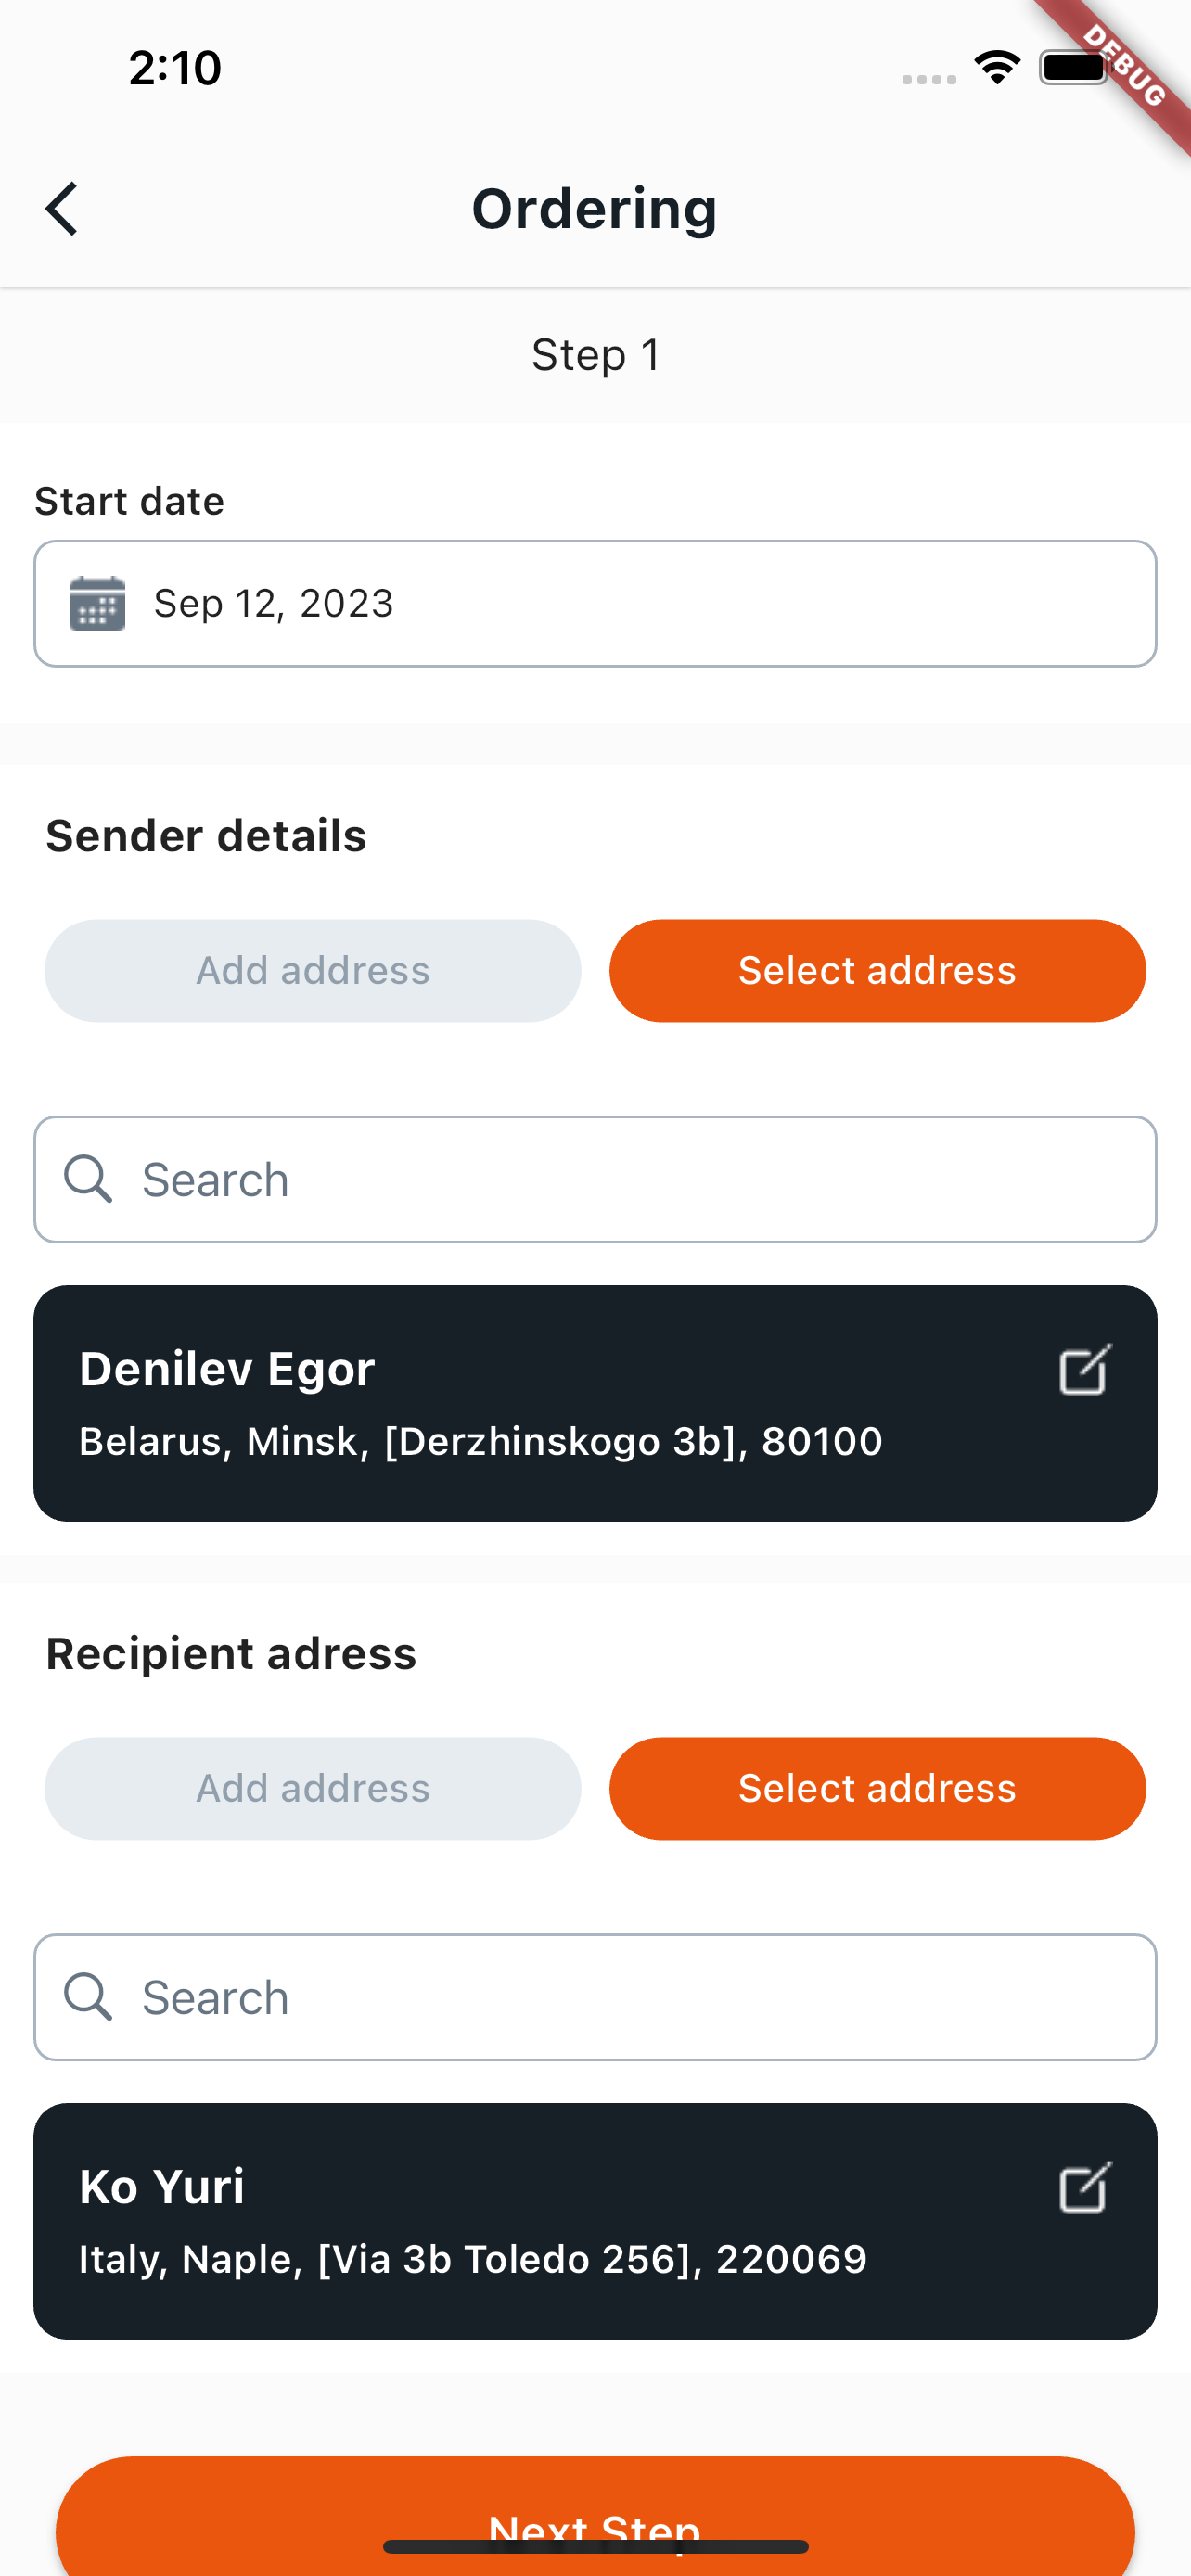 2:10
DEBUG
Ordering
Step 1
Start date
Sep 12, 2023
Sender details
Add address
Select address
Search
Denilev Egor
Belarus, Minsk, [Derzhinskogo 3b], 80100
Recipient adress
Add address
Select address
Search
Ko Yuri
Italy, Naple, [Via 3b Toledo 256], 220069
Next Step